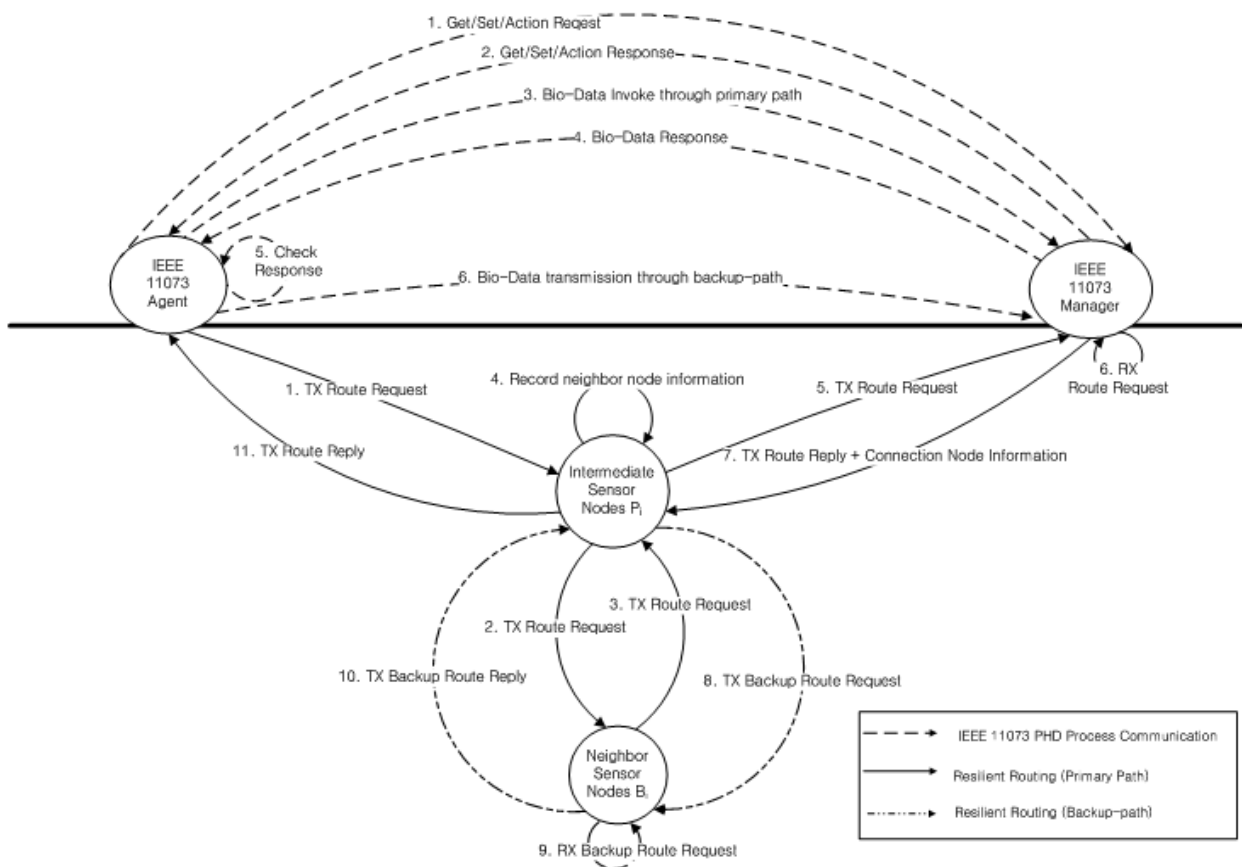 1. Get/Set/Action Reqest
2. Get/Set/Action Response
3. Bio-Data Invoke through primary path
4. Bio-Data Response
IEEE
11073
Agent
5. Check
Response
6. Bio-Data transmission through backup-path
IEEE
11073
Manager
1. TX Route Request
4. Record neighbor node information
5. TX Route Request
6. RX
Route Request
11. TX Route Reply
7. TX Route Reply + Connection Node Information
Intermediate
Sensor
Nodes Pi
2. TX Route Request
3. TX Route Request
10. TX Backup Route Reply
8. TX Backup Route Request
Neighbor
Sensor
Nodes Bi
9. RX Backup Route Request
IEEE 11073 PHD Process Communication
Resilient Routing (Primary Path)
Resilient Routing (Backup-path)